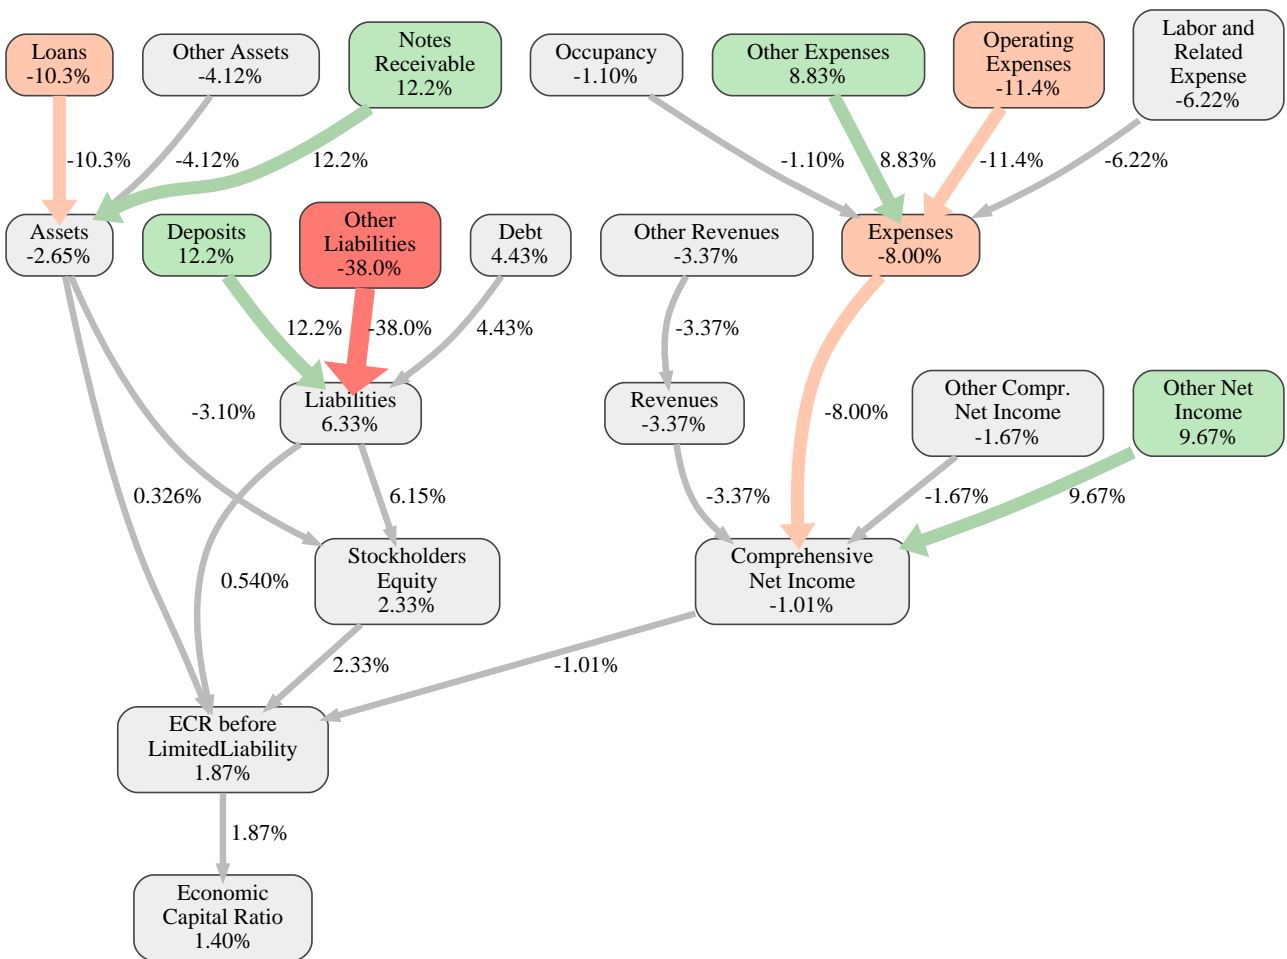 Loans
-10.3%
Other Assets
-4.12%
Notes
Receivable
12.2%
Occupancy
-1.10%
Other Expenses
8.83%
Operating
Expenses
-11.4%
Labor and
Related
Expense
-6.22%
-10.3%
-4.12%
12.2%
-1.10%
8.83%
-11.4%
-6.22%
Assets
-2.65%
Deposits
12.2%
Other
Liabilities
-38.0%
Debt
4.43%
Other Revenues
-3.37%
Expenses
-8.00%
12.2%
-38.0%
4.43%
-3.37%
-3.10%
Liabilities
6.33%
Revenues
-3.37%
-8.00%
Other Compr.
Net Income
-1.67%
Other Net
Income
9.67%
0.326%
6.15%
-3.37%
-1.67%
9.67%
Stockholders
Equity
2.33%
0.540%
Comprehensive
Net Income
-1.01%
2.33%
-1.01%
ECR before
LimitedLiability
1.87%
1.87%
Economic
Capital Ratio
1.40%